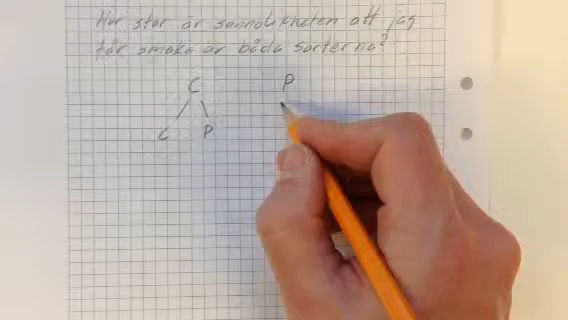 Hur stor är sannolikheten att jag
får smaka av båda sorterna?
C P
C P